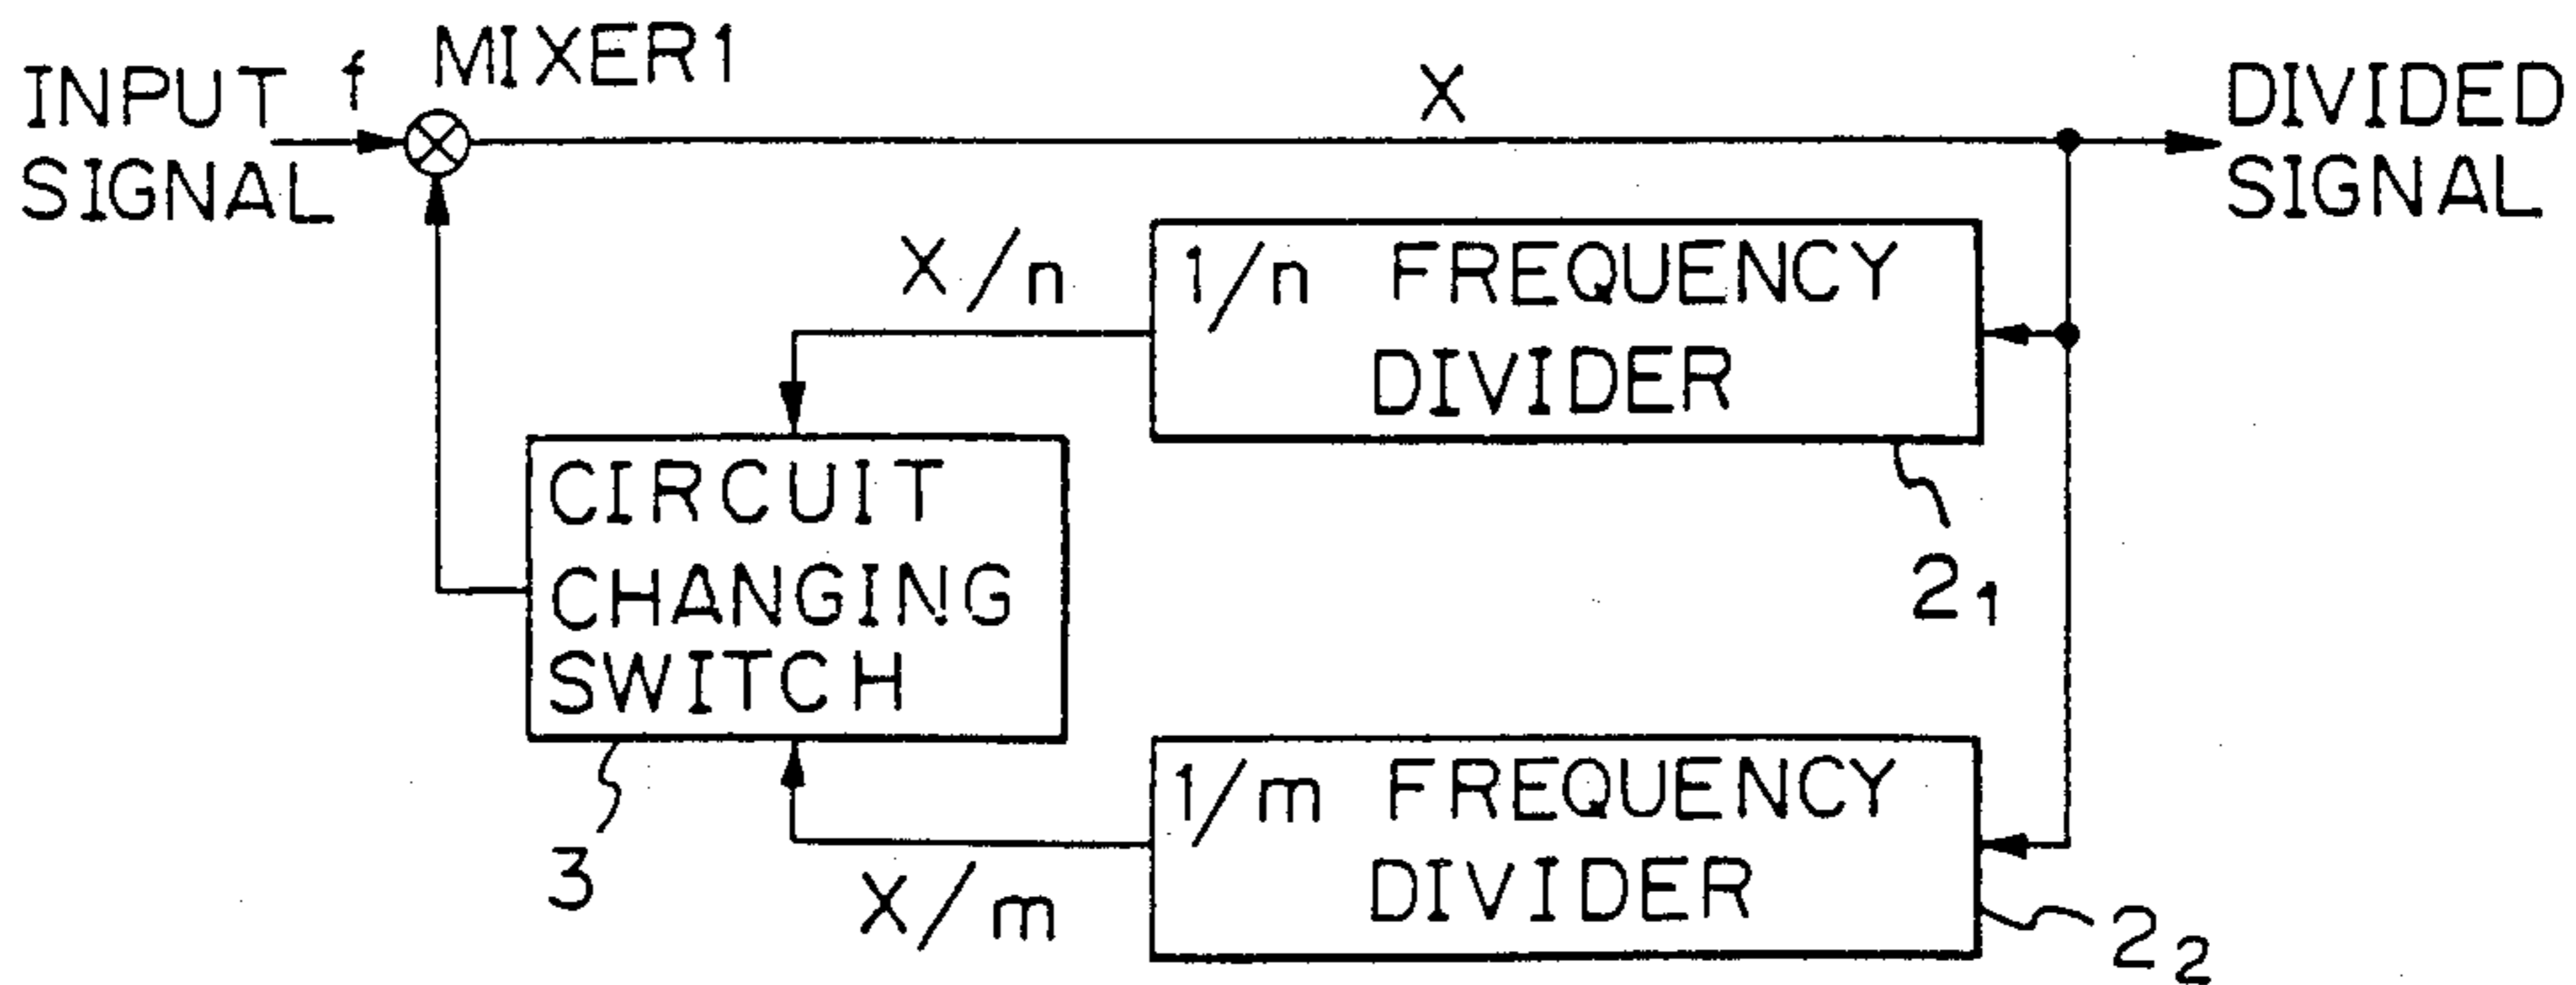 INPUT
SIGNAL
f
MIXER1
X
DIVIDED
SIGNAL
X/n
1/n FREQUENCY
DIVIDER
2₁
CIRCUIT
CHANGING
SWITCH
3
X/m
1/m FREQUENCY
DIVIDER
2₂